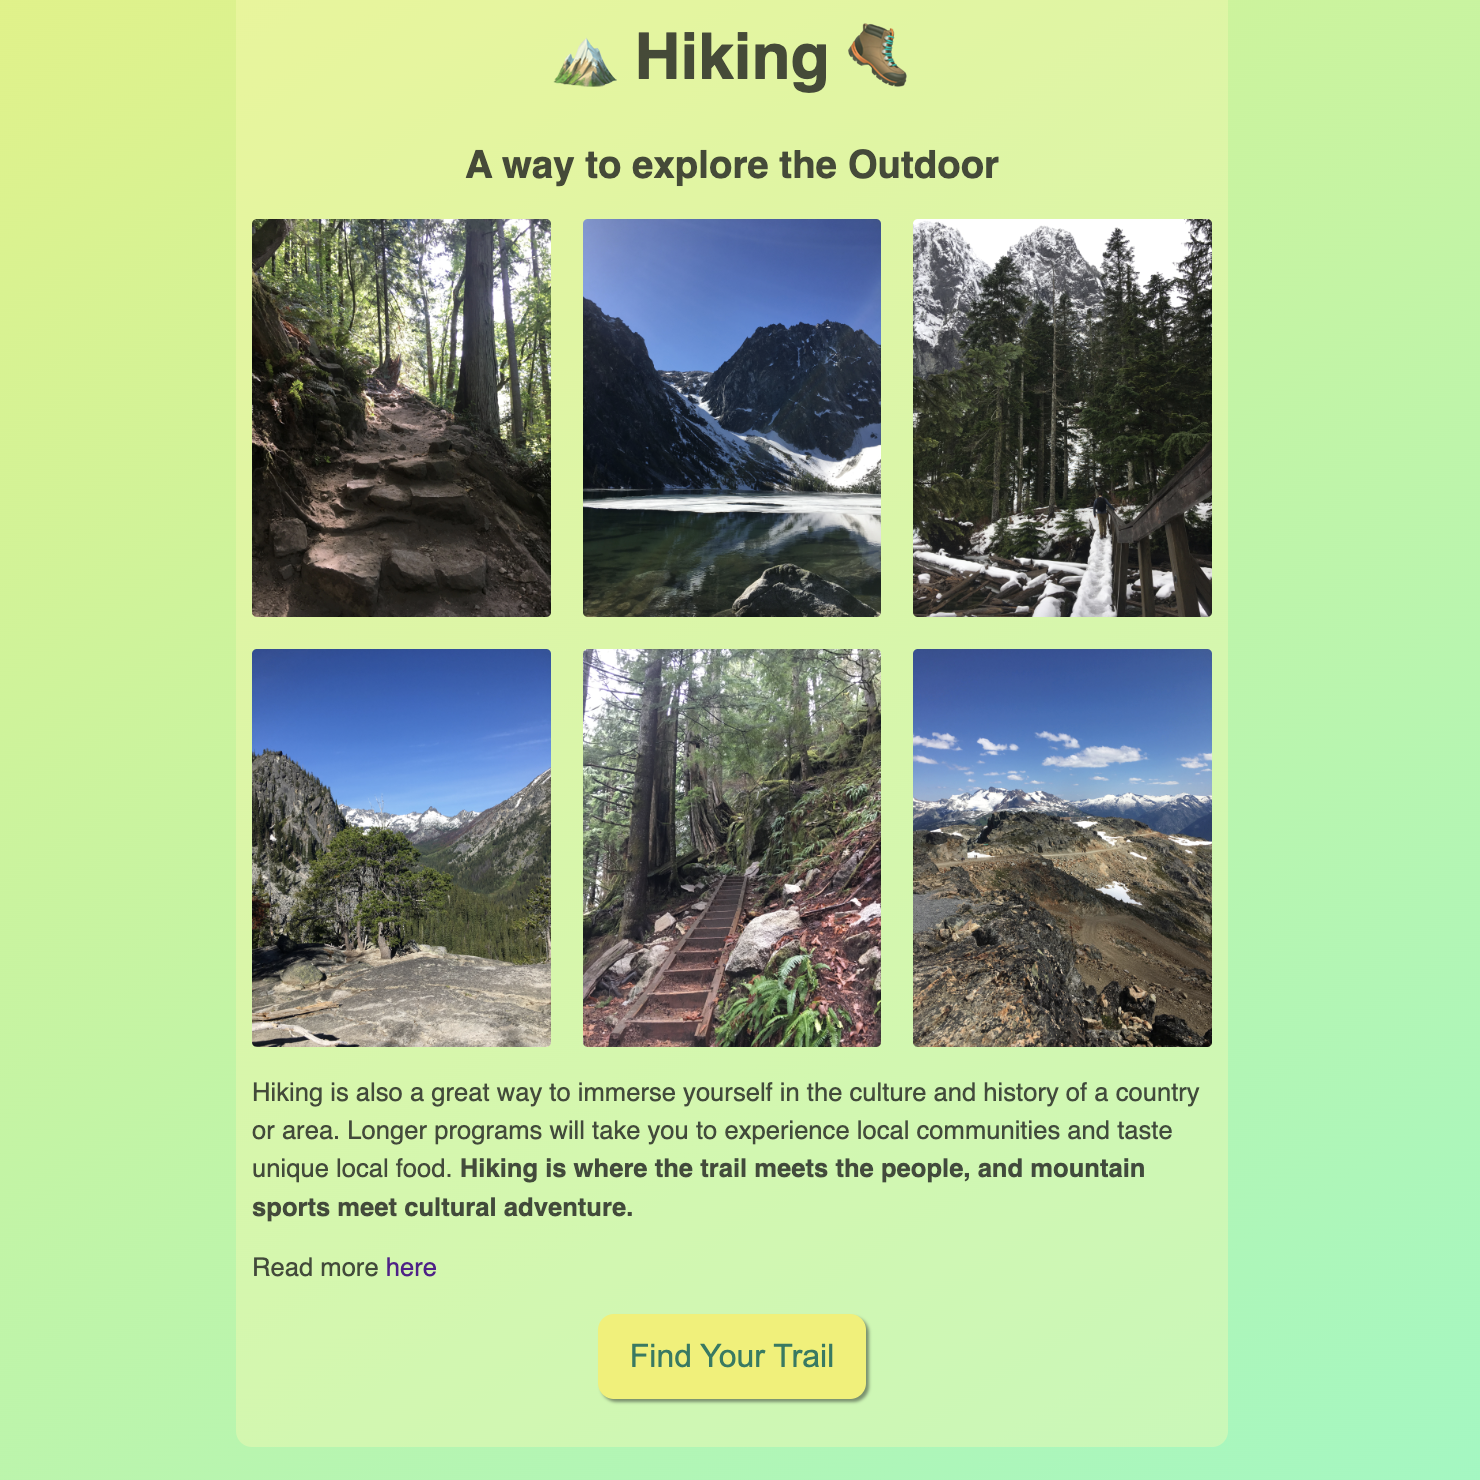 ⛰️ Hiking 🥾
A way to explore the Outdoor
Hiking is also a great way to immerse yourself in the culture and history of a country
or area. Longer programs will take you to experience local communities and taste
unique local food. Hiking is where the trail meets the people, and mountain
sports meet cultural adventure.
Read more here
Find Your Trail